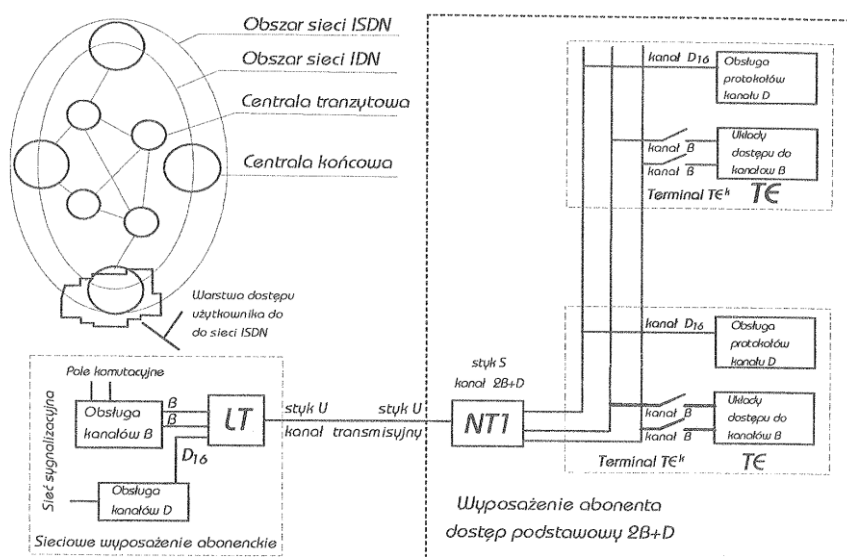 Obszar sieci ISDN
Obszar sieci IDN
Centrala tranzytowa
Centrala końcowa
Warstwa dostępu
użytkownika do
do sieci ISDN
Pole komutacyjne
Sieć sygnalizacyjna
Obsługa
kanałów B
B
B
LT
D16
Obsługa
kanałów D
Sieciowe wyposażenie abonenckie
styk U
styk U
kanał transmisyjny
styk S
kanał 2B+D
NT1
kanał D16
Obsługa
protokołów
kanału D
kanał B
kanał B
Układy
dostępu do
kanałów B
Terminal TEk
TE
kanał D16
Obsługa
protokołów
kanału D
kanał B
kanał B
Układy
dostępu do
kanałów B
Terminal TEk
TE
Wyposażenie abonenta
dostęp podstawowy 2B+D